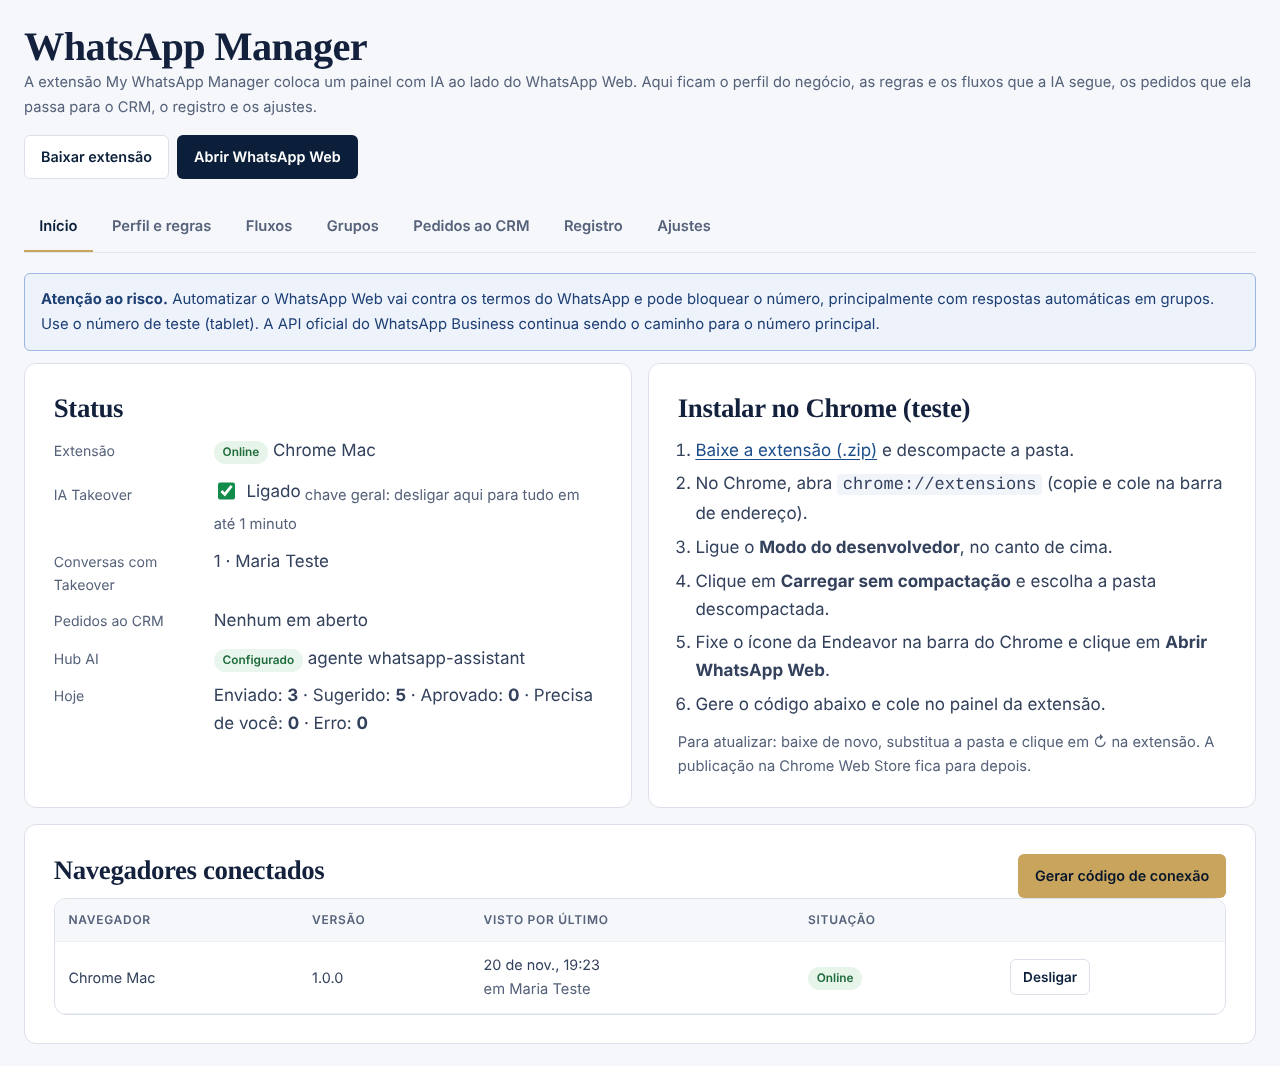 WhatsApp Manager
A extensão My WhatsApp Manager coloca um painel com IA ao lado do WhatsApp Web. Aqui ficam o perfil do negócio, as regras e os fluxos que a IA segue, os pedidos que ela
passa para o CRM, o registro e os ajustes.
Baixar extensão
Abrir WhatsApp Web
Início
Perfil e regras
Fluxos
Grupos
Pedidos ao CRM
Registro
Ajustes
Atenção ao risco. Automatizar o WhatsApp Web vai contra os termos do WhatsApp e pode bloquear o número, principalmente com respostas automáticas em grupos.
Use o número de teste (tablet). A API oficial do WhatsApp Business continua sendo o caminho para o número principal.
Status
Extensão
Online Chrome Mac
IA Takeover
Ligado chave geral: desligar aqui para tudo em
até 1 minuto
Conversas com
Takeover
1 · Maria Teste
Pedidos ao CRM
Nenhum em aberto
Hub AI
Configurado agente whatsapp-assistant
Hoje
Enviado: 3 · Sugerido: 5 · Aprovado: 0 · Precisa
de você: 0 · Erro: 0
Instalar no Chrome (teste)
1. Baixe a extensão (.zip) e descompacte a pasta.
2. No Chrome, abra chrome://extensions (copie e cole na barra
de endereço).
3. Ligue o Modo do desenvolvedor, no canto de cima.
4. Clique em Carregar sem compactação e escolha a pasta
descompactada.
5. Fixe o ícone da Endeavor na barra do Chrome e clique em Abrir
WhatsApp Web.
6. Gere o código abaixo e cole no painel da extensão.
Para atualizar: baixe de novo, substitua a pasta e clique em ↻ na extensão. A
publicação na Chrome Web Store fica para depois.
Navegadores conectados
Gerar código de conexão
NAVEGADOR
VERSÃO
VISTO POR ÚLTIMO
SITUAÇÃO
Chrome Mac
1.0.0
20 de nov., 19:23
em Maria Teste
Online
Desligar